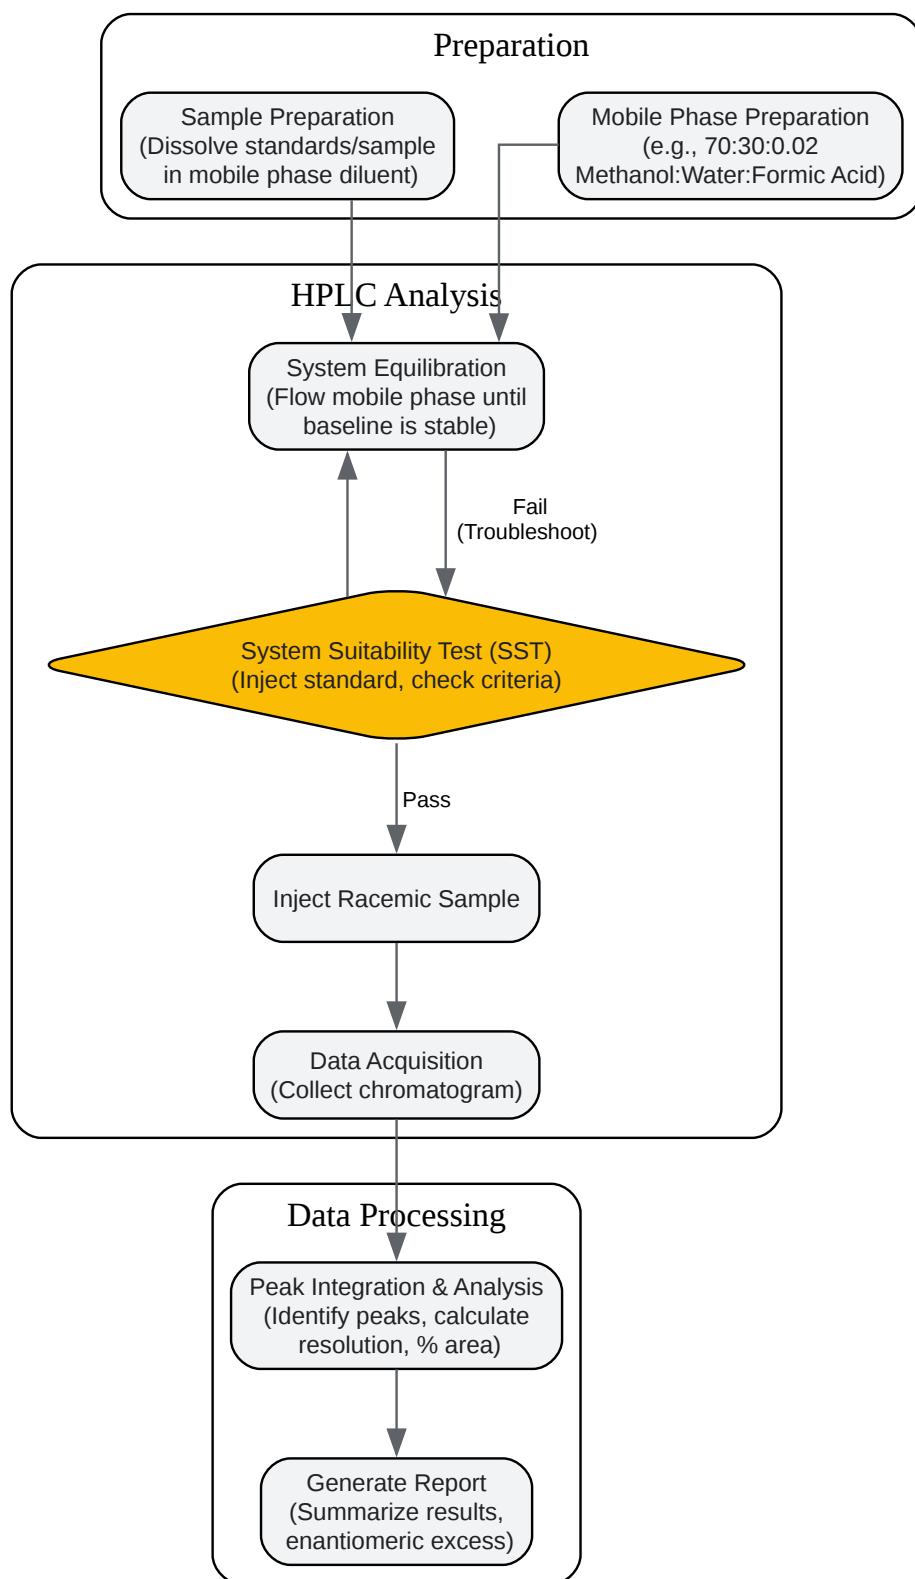 Preparation
Sample Preparation
(Dissolve standards/sample
in mobile phase diluent)
Mobile Phase Preparation
(e.g., 70:30:0.02
Methanol:Water:Formic Acid)
HPLC Analysis
System Equilibration
(Flow mobile phase until
baseline is stable)
Fail
(Troubleshoot)
System Suitability Test (SST)
(Inject standard, check criteria)
Pass
Inject Racemic Sample
Data Acquisition
(Collect chromatogram)
Data Processing
Peak Integration & Analysis
(Identify peaks, calculate
resolution, % area)
Generate Report
(Summarize results,
enantiomeric excess)